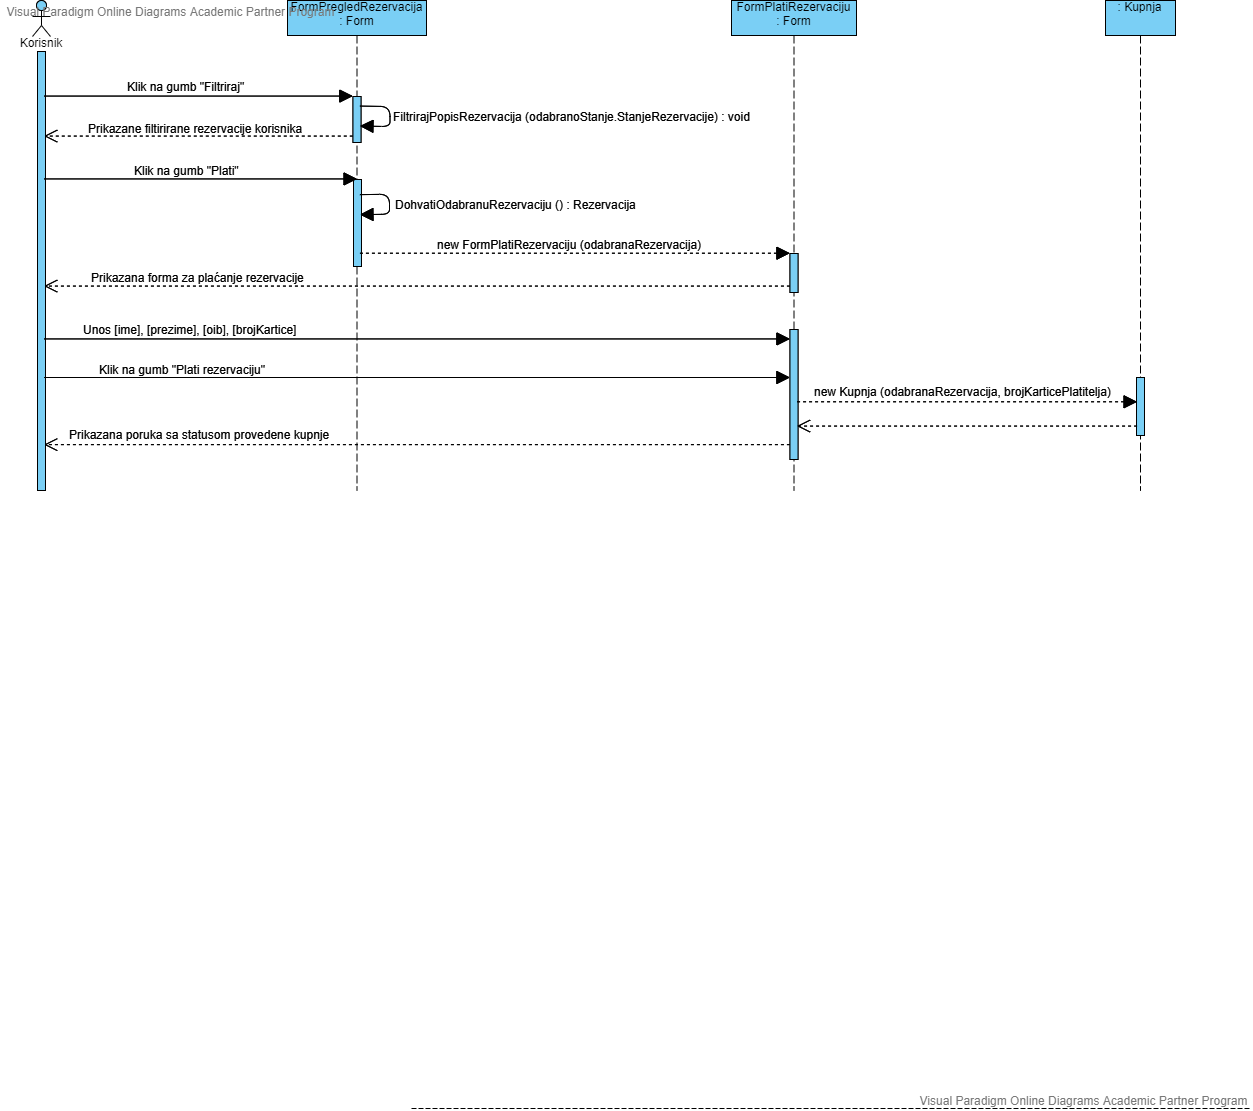 Visual Paradigm Online Diagrams Academic Partner Program
Korisnik
FormPregledRezervacija
: Form
FormPlatiRezervaciju
: Form
: Kupnja
Klik na gumb "Filtriraj"
FiltrirajPopisRezervacija (odabranoStanje.StanjeRezervacije) : void
Prikazane filtirirane rezervacije korisnika
Klik na gumb "Plati"
DohvatiOdabranuRezervaciju () : Rezervacija
new FormPlatiRezervaciju (odabranaRezervacija)
Prikazana forma za plaćanje rezervacije
Unos [ime], [prezime], [oib], [brojKartice]
Klik na gumb "Plati rezervaciju"
new Kupnja (odabranaRezervacija, brojKarticePlatitelja)
Prikazana poruka sa statusom provedene kupnje
Visual Paradigm Online Diagrams Academic Partner Program